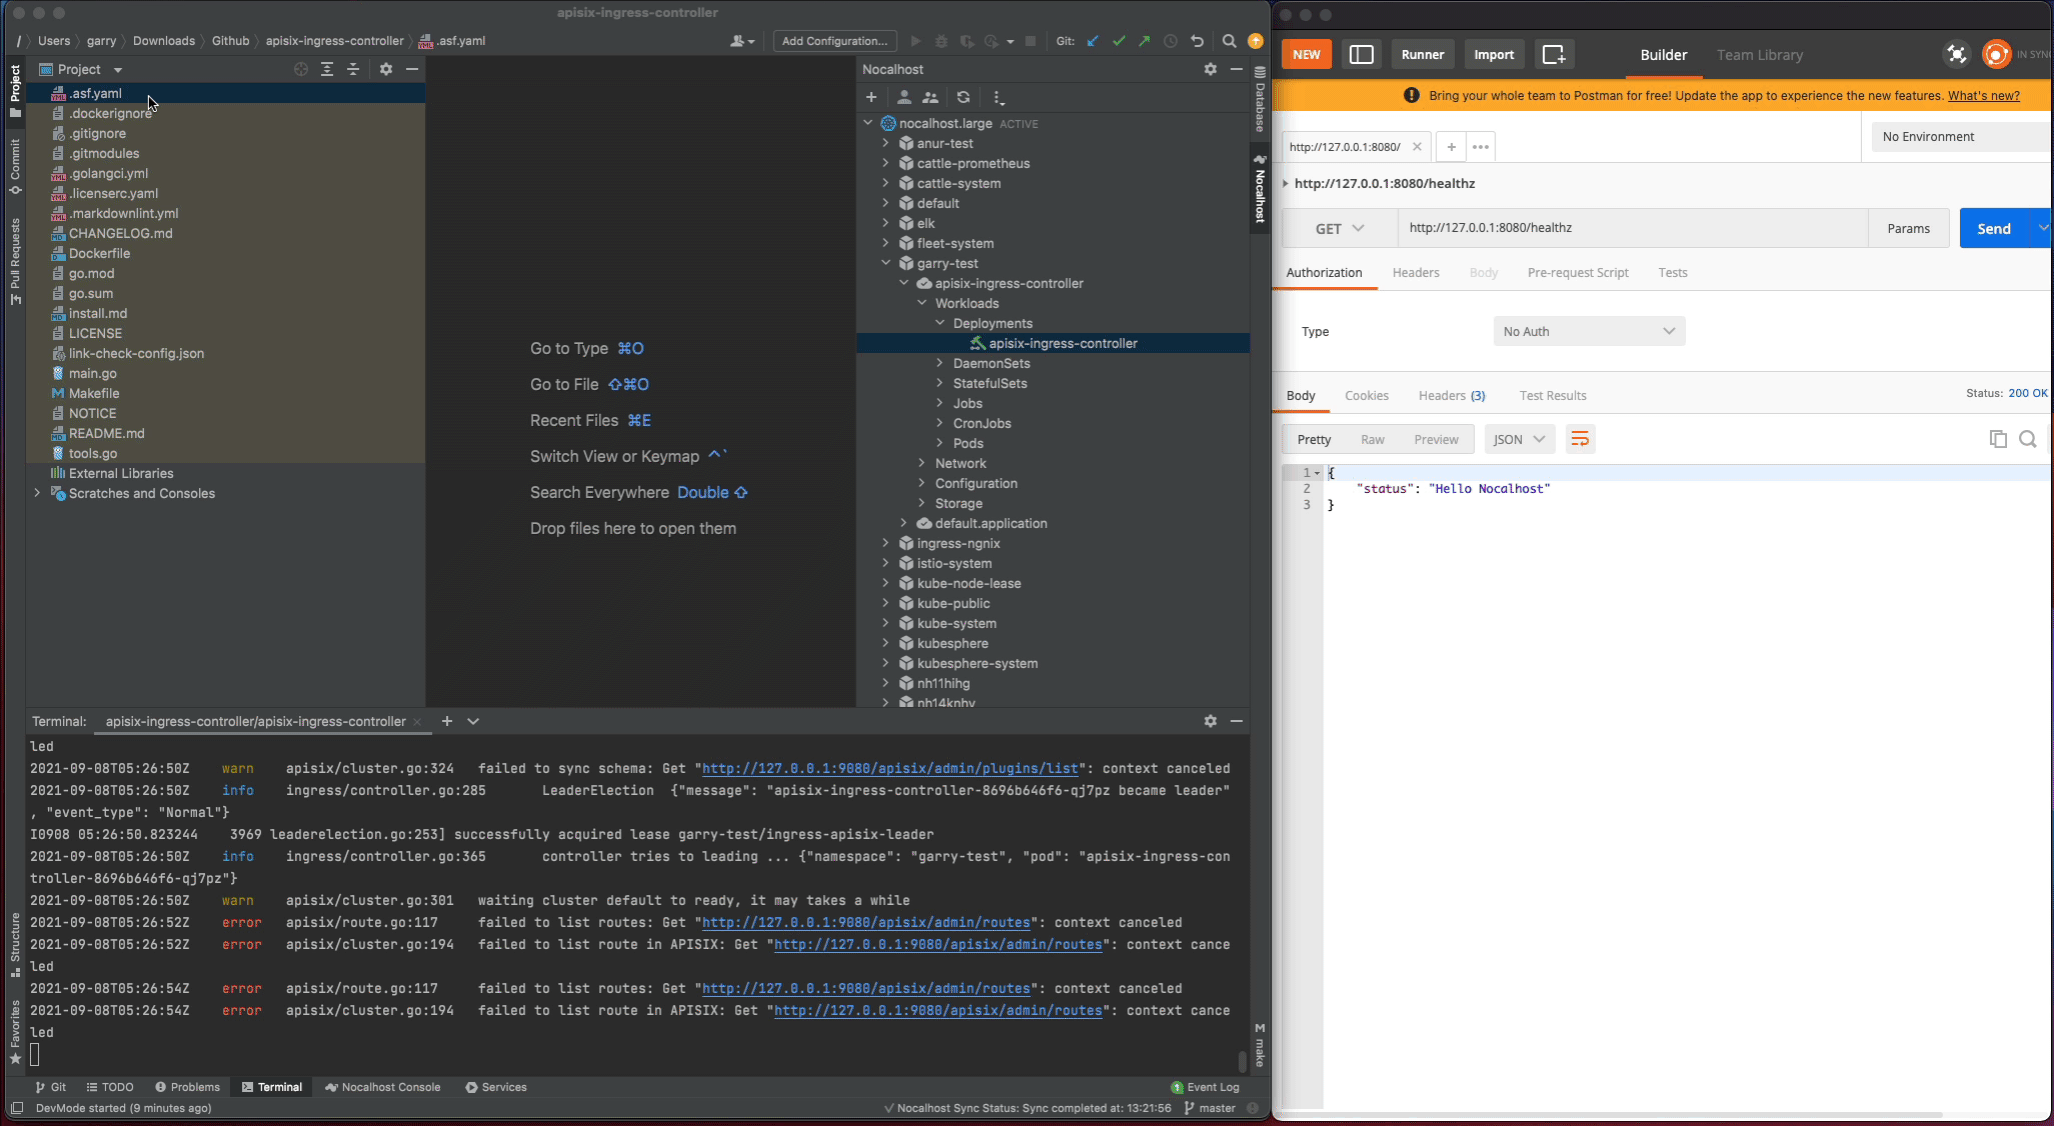 apisix-ingress-controller
/ Users garry Downloads Github apisix-ingress-controller .asf.yaml
Add Configuration...
Git:
Project
.asf.yaml
.dockerignore
.gitignore
.gitmodules
.golangci.yml
.licenserc.yaml
.markdownlint.yml
CHANGELOG.md
Dockerfile
go.mod
go.sum
install.md
LICENSE
link-check-config.json
main.go
Makefile
NOTICE
README.md
tools.go
External Libraries
Scratches and Consoles
Project
Commit
Pull Requests
Structure
Favorites
Go to Type ⌘O
Go to File ⇧⌘O
Recent Files ⌘E
Switch View or Keymap ^`
Search Everywhere Double ⇧
Drop files here to open them
Nocalhost
nocalhost.large ACTIVE
anur-test
cattle-prometheus
cattle-system
default
elk
fleet-system
garry-test
apisix-ingress-controller
Workloads
Deployments
apisix-ingress-controller
DaemonSets
StatefulSets
Jobs
CronJobs
Pods
Network
Configuration
Storage
default.application
ingress-ngnix
istio-system
kube-node-lease
kube-public
kube-system
kubesphere
kubesphere-system
nh11hihg
nh14knhv
Database
Nocalhost
make
Terminal: apisix-ingress-controller/apisix-ingress-controller
led
2021-09-08T05:26:50Z warn apisix/cluster.go:324 failed to sync schema: Get "http://127.0.0.1:9080/apisix/admin/plugins/list": context canceled
2021-09-08T05:26:50Z info ingress/controller.go:285 LeaderElection {"message": "apisix-ingress-controller-8696b646f6-qj7pz became leader"
, "event_type": "Normal"}
I0908 05:26:50.823244 3969 leaderelection.go:253] successfully acquired lease garry-test/ingress-apisix-leader
2021-09-08T05:26:50Z info ingress/controller.go:365 controller tries to leading ... {"namespace": "garry-test", "pod": "apisix-ingress-con
troller-8696b646f6-qj7pz"}
2021-09-08T05:26:50Z warn apisix/cluster.go:301 waiting cluster default to ready, it may takes a while
2021-09-08T05:26:52Z error apisix/route.go:117 failed to list routes: Get "http://127.0.0.1:9080/apisix/admin/routes": context canceled
2021-09-08T05:26:52Z error apisix/cluster.go:194 failed to list route in APISIX: Get "http://127.0.0.1:9080/apisix/admin/routes": context cance
led
2021-09-08T05:26:54Z error apisix/route.go:117 failed to list routes: Get "http://127.0.0.1:9080/apisix/admin/routes": context canceled
2021-09-08T05:26:54Z error apisix/cluster.go:194 failed to list route in APISIX: Get "http://127.0.0.1:9080/apisix/admin/routes": context cance
led
Git TODO Problems Terminal Nocalhost Console Services Event Log
DevMode started (9 minutes ago) Nocalhost Sync Status: Sync completed at: 13:21:56 master
NEW Runner Import Builder Team Library IN SYNC
Bring your whole team to Postman for free! Update the app to experience the new features. What's new?
http://127.0.0.1:8080/ No Environment
http://127.0.0.1:8080/healthz
GET http://127.0.0.1:8080/healthz Params Send
Authorization Headers Body Pre-request Script Tests
Type No Auth
Body Cookies Headers (3) Test Results Status: 200 OK
Pretty Raw Preview JSON
1 {
2 "status": "Hello Nocalhost"
3 }